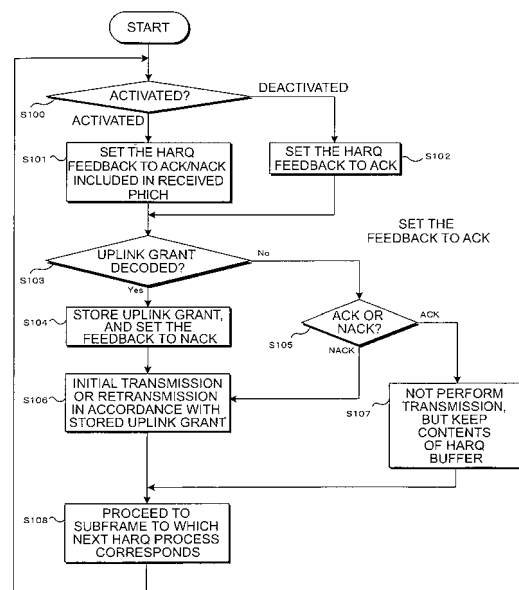 START
ACTIVATED?
DEACTIVATED
S100
ACTIVATED
S101
SET THE HARQ
FEEDBACK TO ACK/NACK
INCLUDED IN RECEIVED
PHICH
SET THE HARQ
FEEDBACK TO ACK
S102
SET THE
FEEDBACK TO ACK
UPLINK GRANT
DECODED?
No
S103
Yes
S104
STORE UPLINK GRANT,
AND SET THE
FEEDBACK TO NACK
ACK OR
NACK?
ACK
S105
NACK
S106
INITIAL TRANSMISSION
OR RETRANSMISSION
IN ACCORDANCE WITH
STORED UPLINK GRANT
S107
NOT PERFORM
TRANSMISSION,
BUT KEEP
CONTENTS
OF HARQ
BUFFER
S108
PROCEED TO
SUBFRAME TO WHICH
NEXT HARQ PROCESS
CORRESPONDS